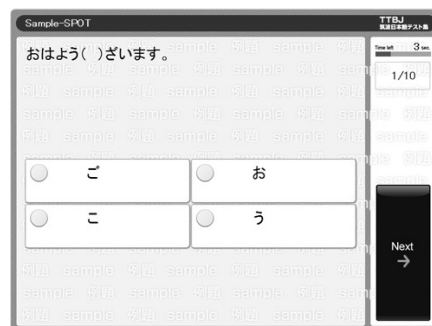 Sample-SPOT
TTBJ
筑波日本語テスト集
おはよう( )ざいます。
Time left 3 sec.
1/10
ご
お
こ
う
Next
→